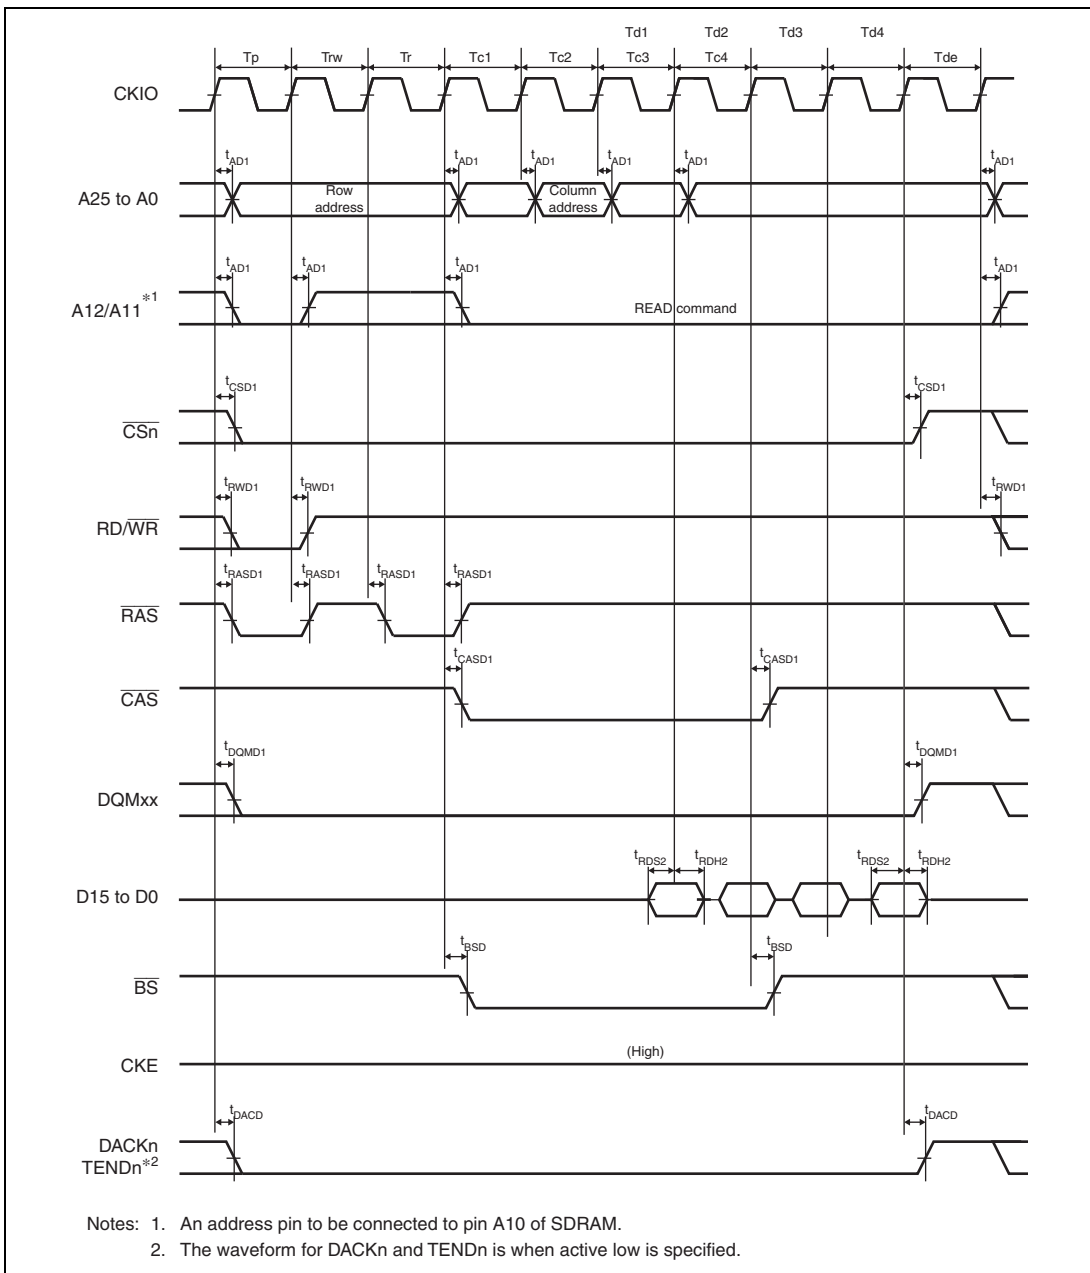 Td1 Td2 Td3 Td4
Tp Trw Tr Tc1 Tc2 Tc3 Tc4 Tde
CKIO
tAD1 tAD1 tAD1 tAD1 tAD1 tAD1
A25 to A0
Row
address
Column
address
tAD1 tAD1 tAD1 tAD1
A12/A11*1
READ command
tCSD1 tCSD1
CSn
tRWD1 tRWD1 tRWD1
RD/WR
tRASD1 tRASD1 tRASD1 tRASD1
RAS
tCASD1 tCASD1
CAS
tDQMD1 tDQMD1
DQMxx
tRDS2 tRDH2 tRDS2 tRDH2
D15 to D0
tBSD tBSD
BS
(High)
CKE
tDACD tDACD
DACKn
TENDn*2
Notes: 1. An address pin to be connected to pin A10 of SDRAM.
2. The waveform for DACKn and TENDn is when active low is specified.